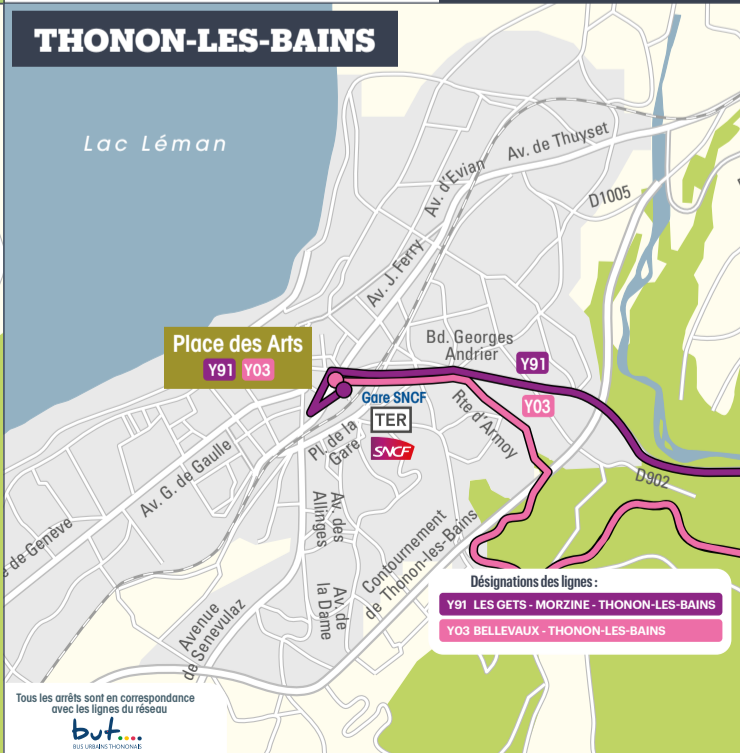 THONON-LES-BAINS
Lac Léman
Av. d'Evian
Av. de Thuyset
D1005
Av. J. Ferry
Place des Arts
Y91 Y03
Bd. Georges
Andrier
Y91
Y03
Gare SNCF
TER
SNCF
Rte d'Armoy
Pl. de la
Gare
Av. G. de Gaulle
e de Genève
Av. des
Allinges
Av. de
la Dame
Contournement
de Thonon-les-Bains
D902
Avenue
de Senevulaz
Désignations des lignes :
Y91 LES GETS - MORZINE - THONON-LES-BAINS
Y03 BELLEVAUX - THONON-LES-BAINS
Tous les arrêts sont en correspondance
avec les lignes du réseau
but....
BUS URBAINS THONONAIS